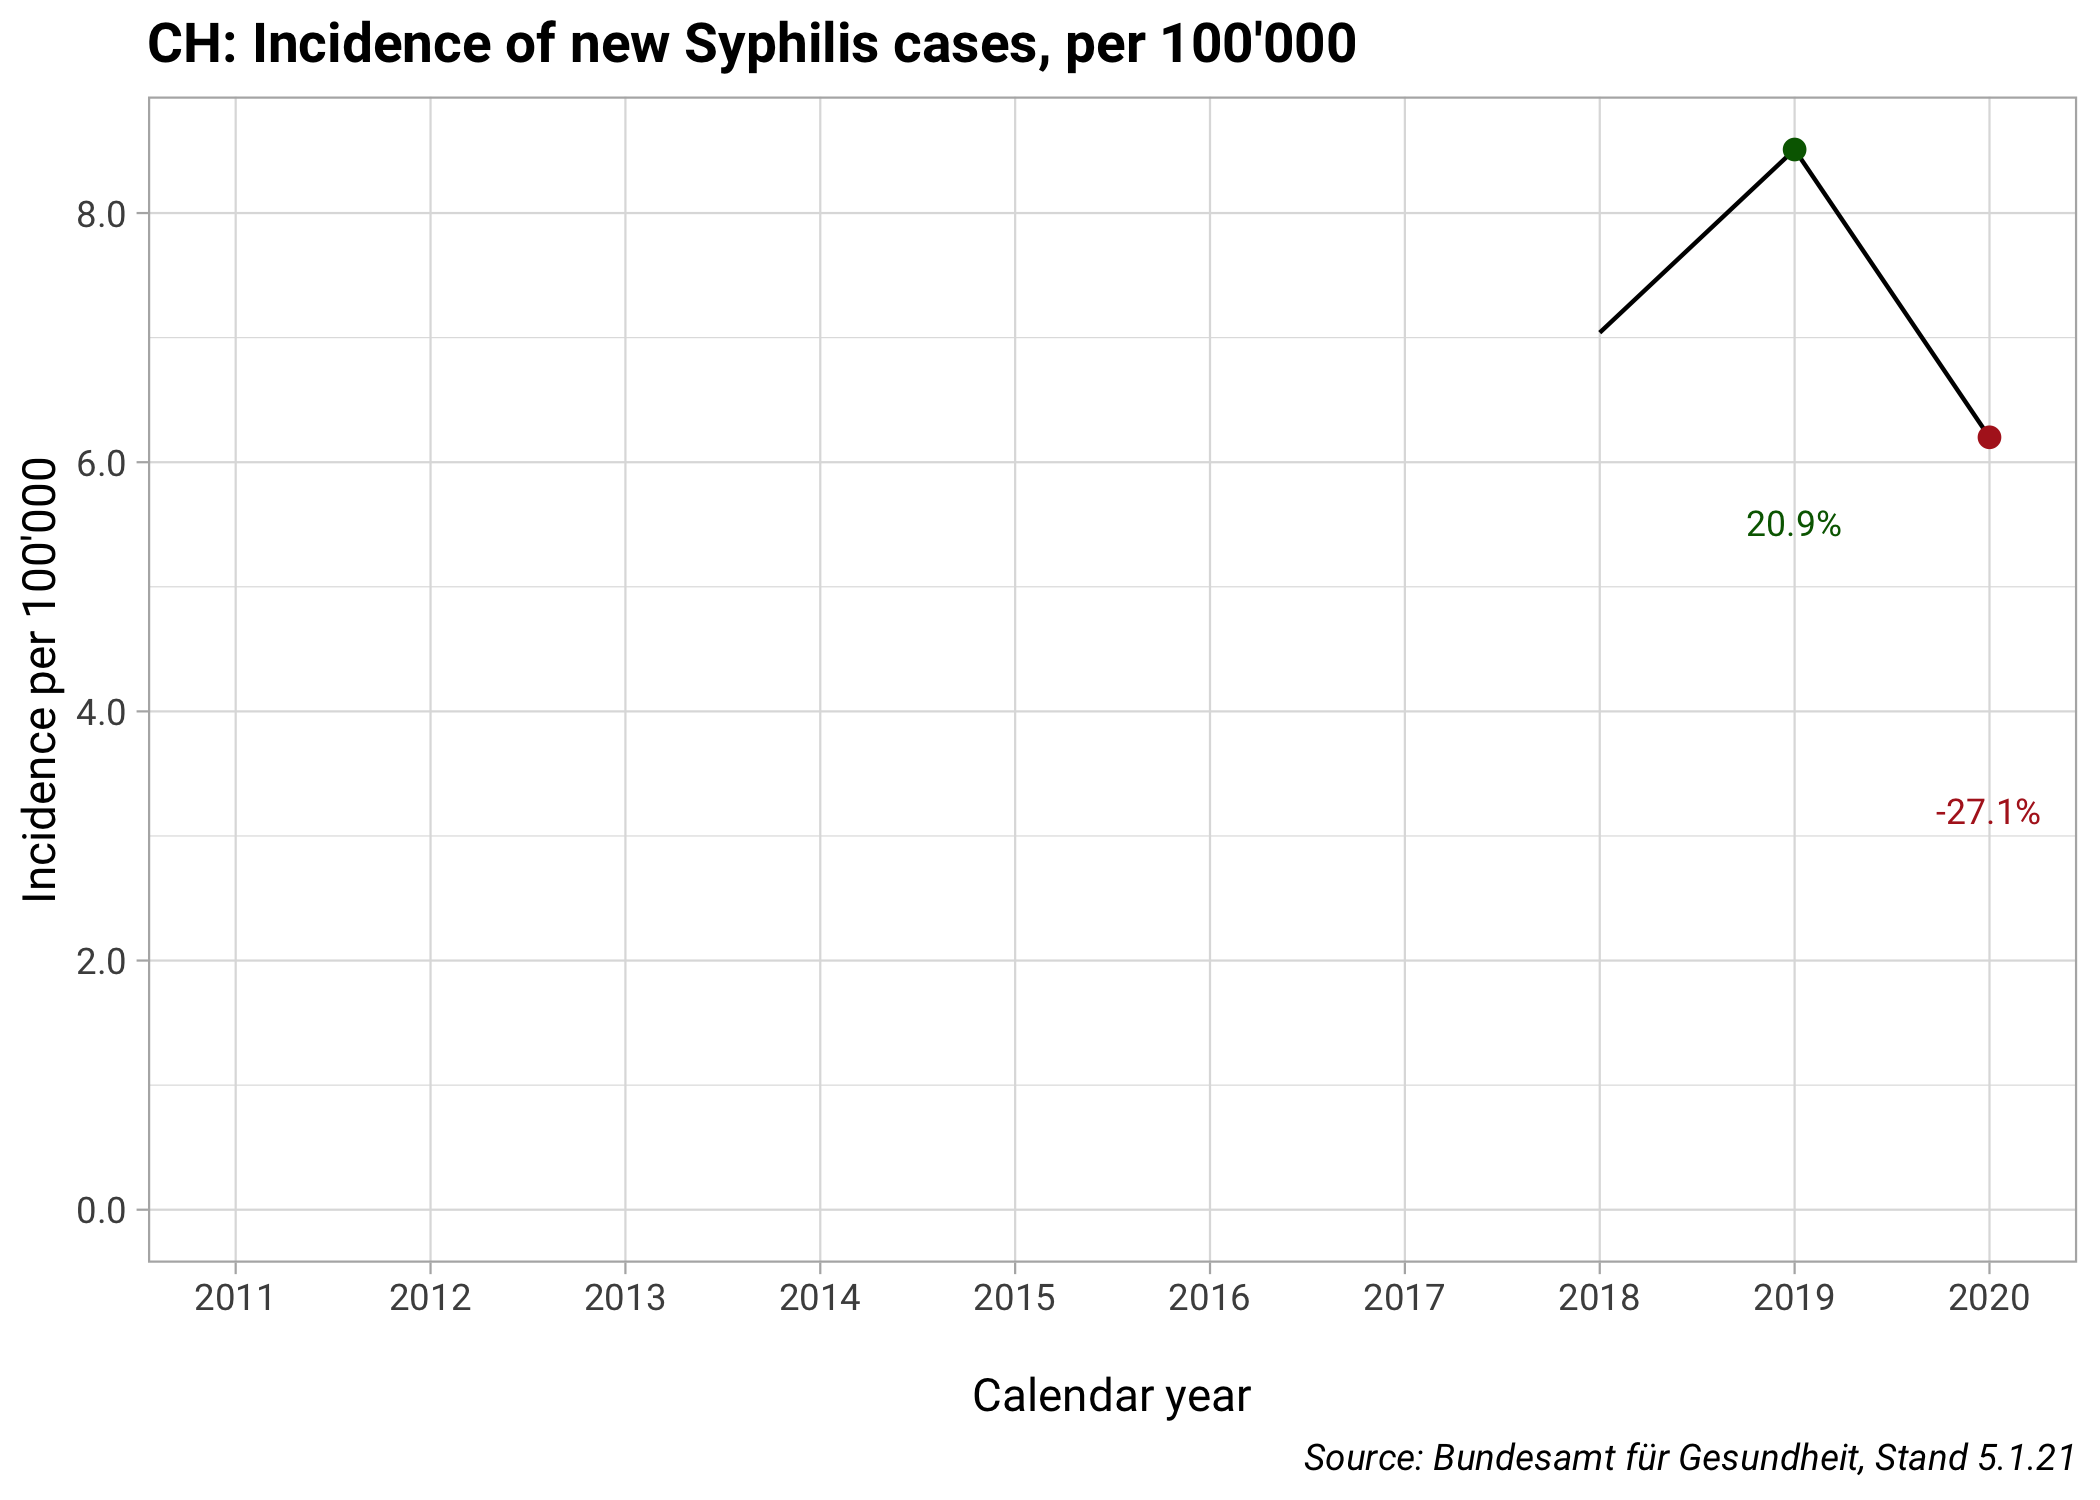 CH: Incidence of new Syphilis cases, per 100'000
Incidence per 100'000
8.0
6.0
4.0
2.0
0.0
20.9%
-27.1%
2011 2012 2013 2014 2015 2016 2017 2018 2019 2020
Calendar year
Source: Bundesamt für Gesundheit, Stand 5.1.21